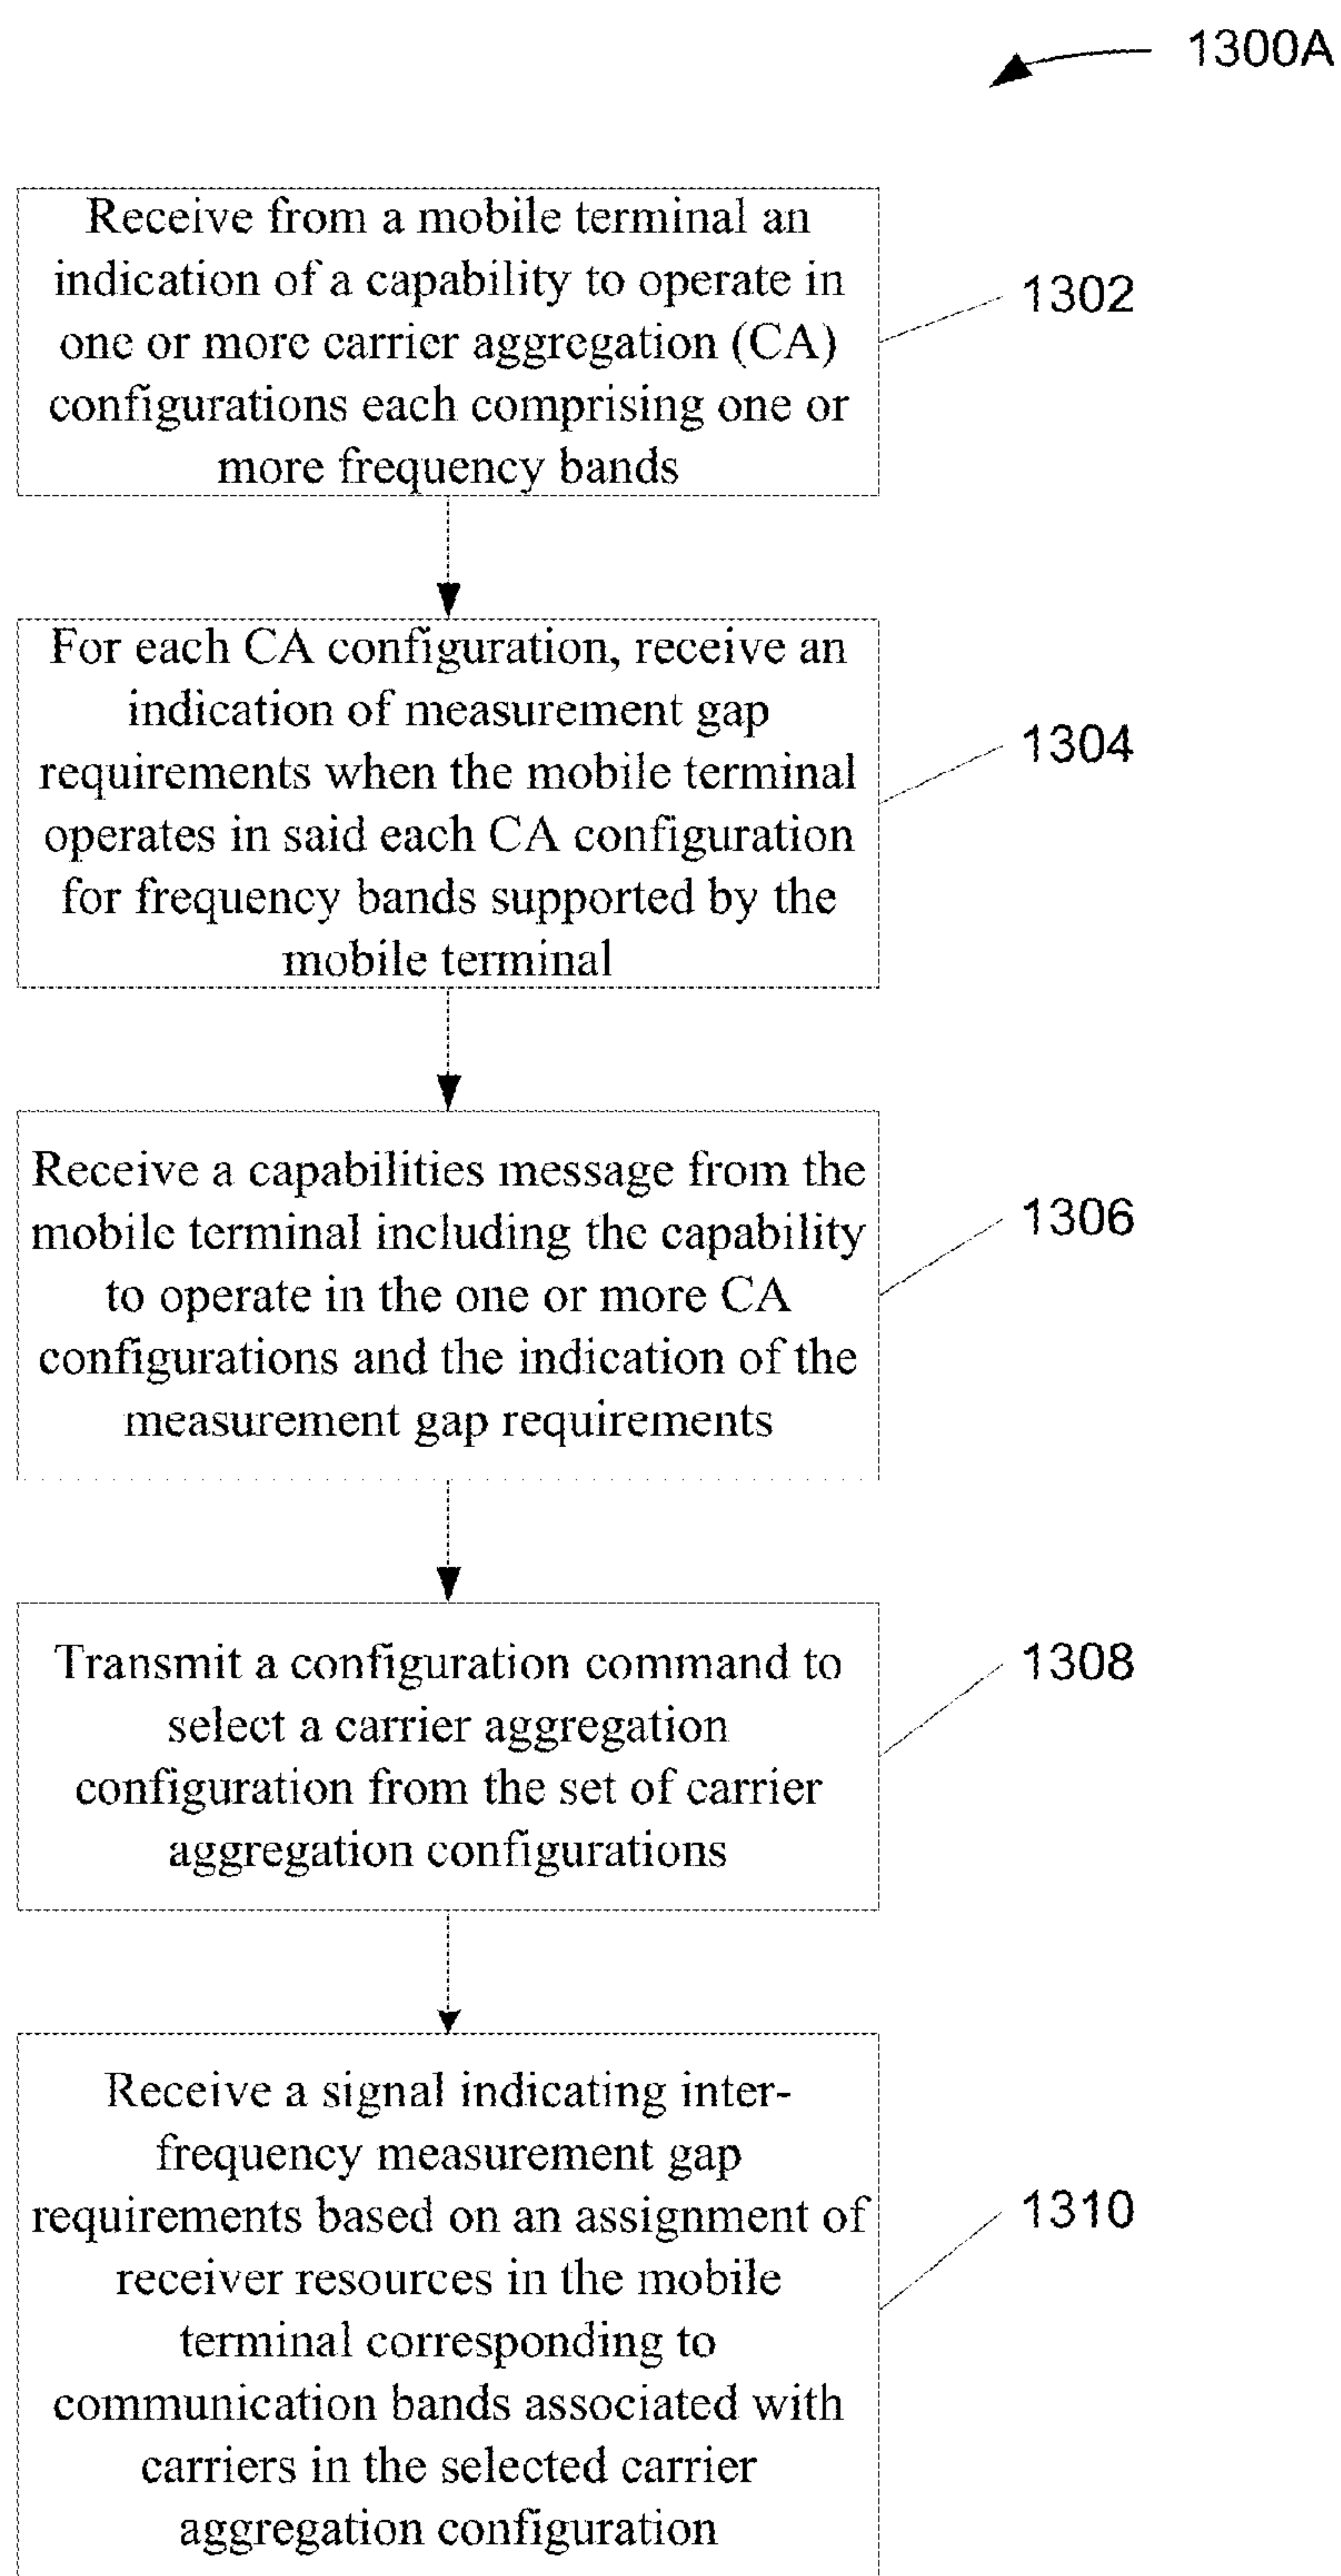 1300A
Receive from a mobile terminal an
indication of a capability to operate in
one or more carrier aggregation (CA)
configurations each comprising one or
more frequency bands
1302
For each CA configuration, receive an
indication of measurement gap
requirements when the mobile terminal
operates in said each CA configuration
for frequency bands supported by the
mobile terminal
1304
Receive a capabilities message from the
mobile terminal including the capability
to operate in the one or more CA
configurations and the indication of the
measurement gap requirements
1306
Transmit a configuration command to
select a carrier aggregation
configuration from the set of carrier
aggregation configurations
1308
Receive a signal indicating inter-
frequency measurement gap
requirements based on an assignment of
receiver resources in the mobile
terminal corresponding to
communication bands associated with
carriers in the selected carrier
aggregation configuration
1310